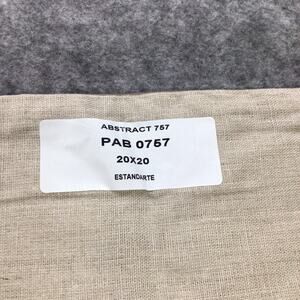 ABSTRACT 757
PAB 0757
20X20
ESTANDARTE